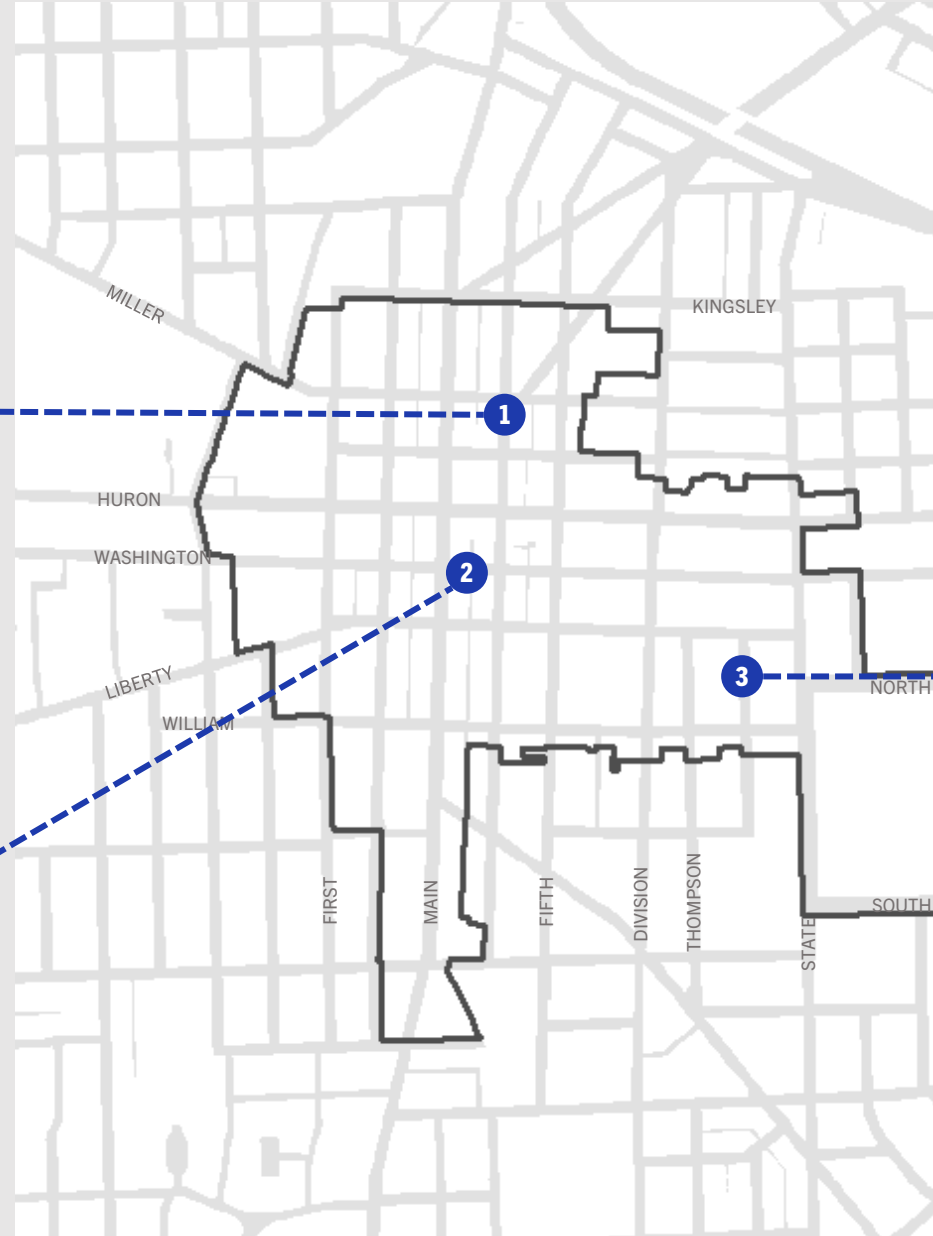 MILLER
KINGSLEY
1
HURON
WASHINGTON
2
LIBERTY
3
NORTH
WILLIAM
FIRST
MAIN
FIFTH
DIVISION
THOMPSON
SOUTH
STATE